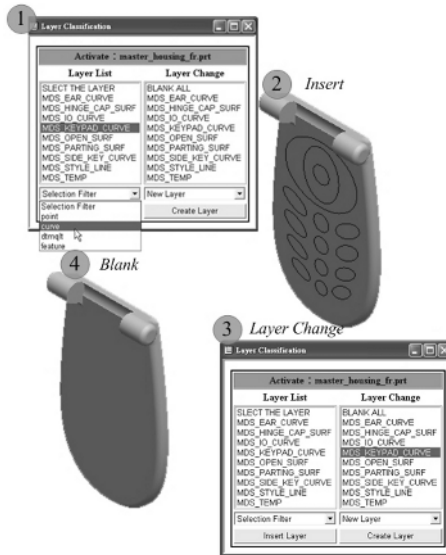 1
Layer Classification
Activate : master_housing_fr.prt
Layer List
Layer Change
SLECT THE LAYER
MDS_EAR_CURVE
MDS_HINGE_CAP_SURF
MDS_IO_CURVE
MDS_KEYPAD_CURVE
MDS_OPEN_SURF
MDS_PARTING_SURF
MDS_SIDE_KEY_CURVE
MDS_STYLE_LINE
MDS_TEMP
BLANK ALL
MDS_EAR_CURVE
MDS_HINGE_CAP_SURF
MDS_IO_CURVE
MDS_KEYPAD_CURVE
MDS_OPEN_SURF
MDS_PARTING_SURF
MDS_SIDE_KEY_CURVE
MDS_STYLE_LINE
MDS_TEMP
Selection Filter
New Layer
Selection Filter
point
curve
dtmqlt
feature
Create Layer
2 Insert
4 Blank
3 Layer Change
Layer Classification
Activate : master_housing_fr.prt
Layer List
Layer Change
SLECT THE LAYER
MDS_EAR_CURVE
MDS_HINGE_CAP_SURF
MDS_IO_CURVE
MDS_KEYPAD_CURVE
MDS_OPEN_SURF
MDS_PARTING_SURF
MDS_SIDE_KEY_CURVE
MDS_STYLE_LINE
MDS_TEMP
BLANK ALL
MDS_EAR_CURVE
MDS_HINGE_CAP_SURF
MDS_IO_CURVE
MDS_KEYPAD_CURVE
MDS_OPEN_SURF
MDS_PARTING_SURF
MDS_SIDE_KEY_CURVE
MDS_STYLE_LINE
MDS_TEMP
Selection Filter
New Layer
Insert Layer
Create Layer